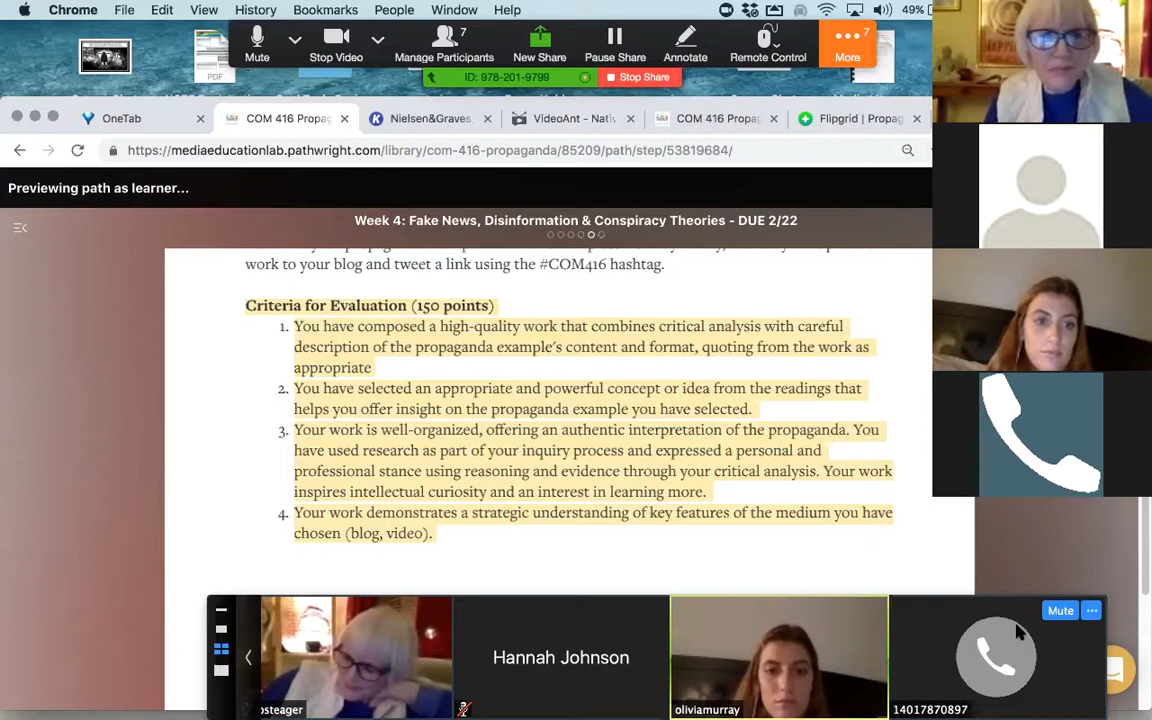 Chrome File Edit View History Bookmarks People Window Help 49%
Mute Stop Video Manage Participants 7 New Share Pause Share Annotate Remote Control More 7
PDF
ID: 978-201-9799 Stop Share
OneTab COM 416 Propag Nielsen&Graves, VideoAnt - Nativ COM 416 Propag Flipgrid | Propag
https://mediaeducationlab.pathwright.com/library/com-416-propaganda/85209/path/step/53819684/
Previewing path as learner...
Week 4: Fake News, Disinformation & Conspiracy Theories - DUE 2/22
work to your blog and tweet a link using the #COM416 hashtag.
Criteria for Evaluation (150 points)
1. You have composed a high-quality work that combines critical analysis with careful
description of the propaganda example's content and format, quoting from the work as
appropriate
2. You have selected an appropriate and powerful concept or idea from the readings that
helps you offer insight on the propaganda example you have selected.
3. Your work is well-organized, offering an authentic interpretation of the propaganda. You
have used research as part of your inquiry process and expressed a personal and
professional stance using reasoning and evidence through your critical analysis. Your work
inspires intellectual curiosity and an interest in learning more.
4. Your work demonstrates a strategic understanding of key features of the medium you have
chosen (blog, video).
Mute ...
Hannah Johnson
osteager
oliviamurray
14017870897